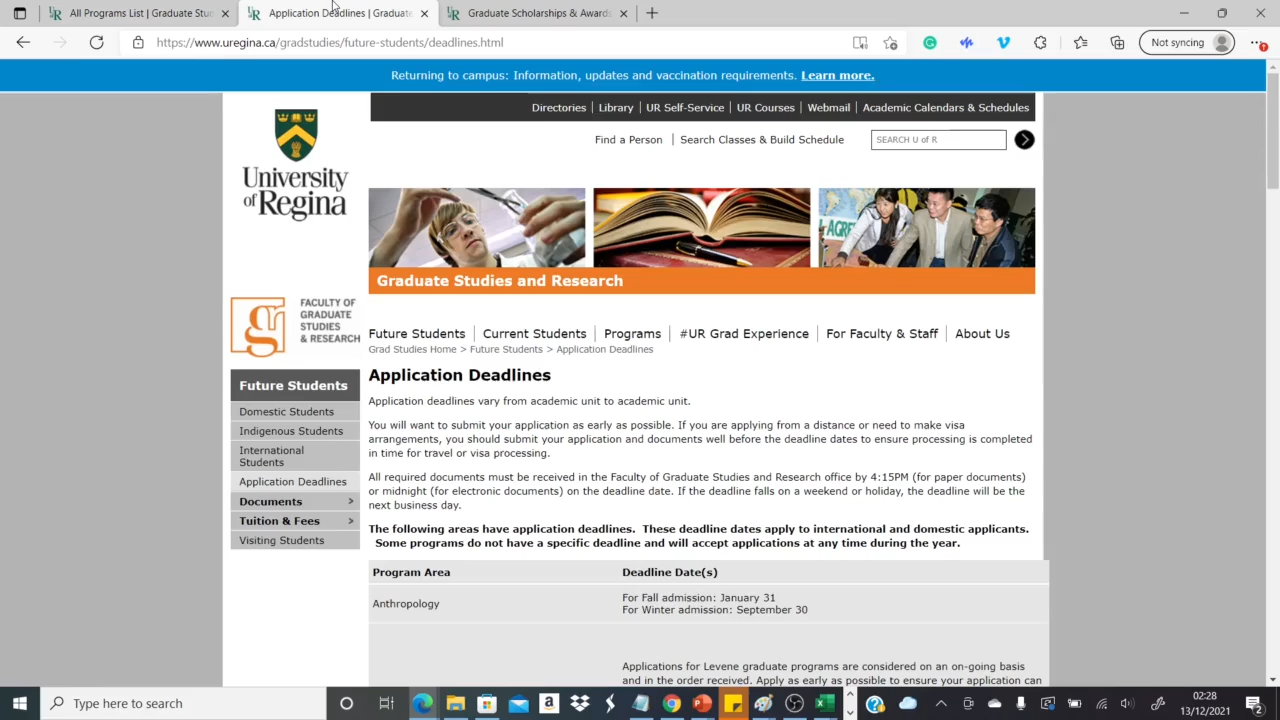 All Programs List | Graduate Stud
Application Deadlines | Graduate
Graduate Scholarships & Awards
https://www.uregina.ca/gradstudies/future-students/deadlines.html
Not syncing
Returning to campus: Information, updates and vaccination requirements. Learn more.
Directories | Library | UR Self-Service | UR Courses | Webmail | Academic Calendars & Schedules
Find a Person | Search Classes & Build Schedule
SEARCH U of R
University
of Regina
Graduate Studies and Research
FACULTY OF
GRADUATE
STUDIES
& RESEARCH
Future Students | Current Students | Programs | #UR Grad Experience | For Faculty & Staff | About Us
Grad Studies Home > Future Students > Application Deadlines
Future Students
Domestic Students
Indigenous Students
International
Students
Application Deadlines
Documents >
Tuition & Fees >
Visiting Students
Application Deadlines
Application deadlines vary from academic unit to academic unit.
You will want to submit your application as early as possible. If you are applying from a distance or need to make visa
arrangements, you should submit your application and documents well before the deadline dates to ensure processing is completed
in time for travel or visa processing.
All required documents must be received in the Faculty of Graduate Studies and Research office by 4:15PM (for paper documents)
or midnight (for electronic documents) on the deadline date. If the deadline falls on a weekend or holiday, the deadline will be the
next business day.
The following areas have application deadlines. These deadline dates apply to international and domestic applicants.
Some programs do not have a specific deadline and will accept applications at any time during the year.
Program Area
Deadline Date(s)
Anthropology
For Fall admission: January 31
For Winter admission: September 30
Applications for Levene graduate programs are considered on an on-going basis
and in the order received. Apply as early as possible to ensure your application can
Type here to search
02:28
13/12/2021
2